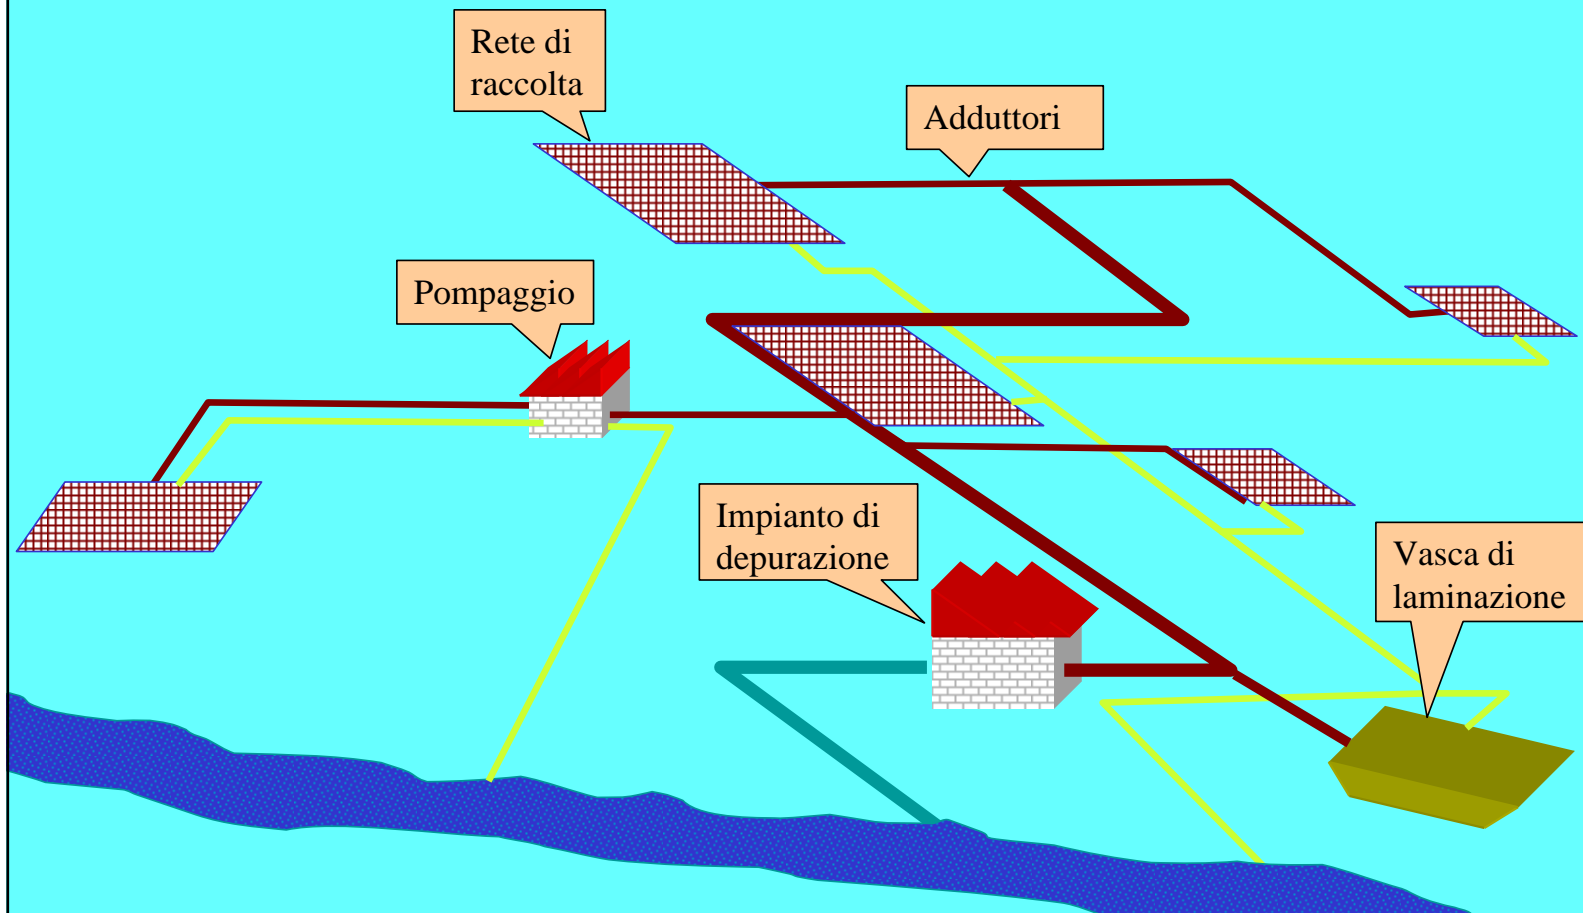 Rete di
raccolta
Adduttori
Pompaggio
Impianto di
depurazione
Vasca di
laminazione